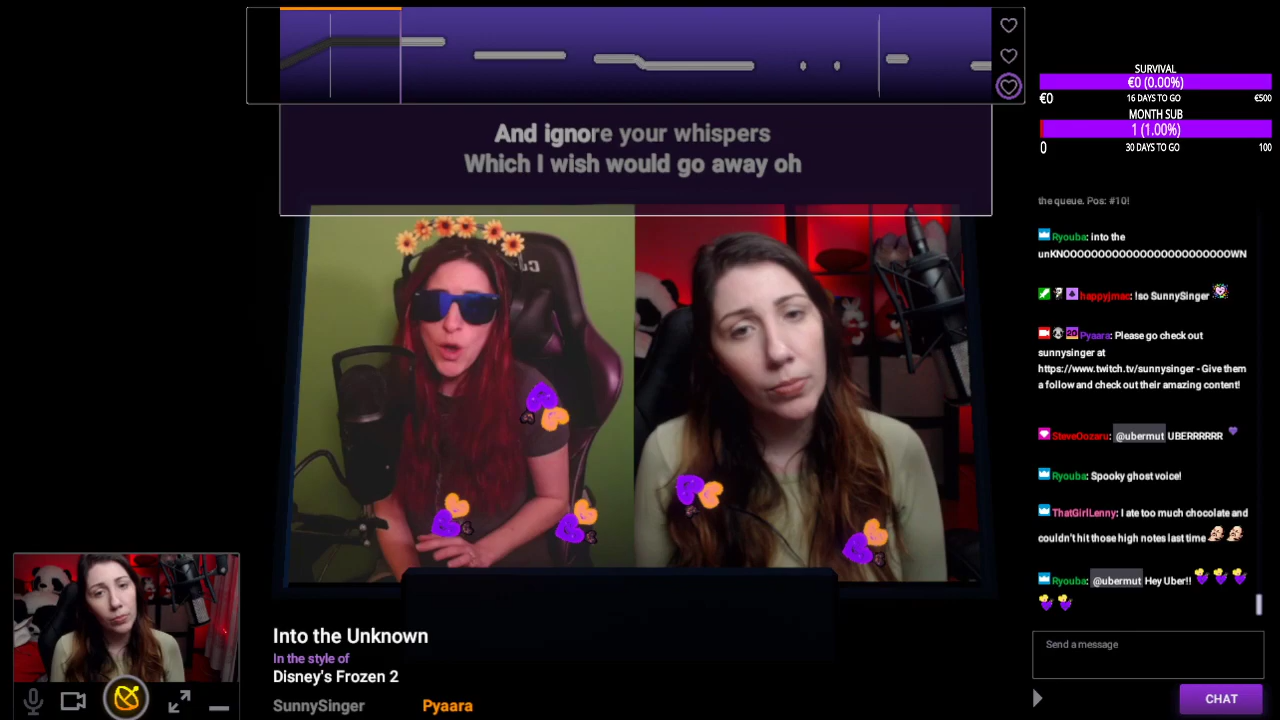 And ignore your whispers
Which I wish would go away oh
SURVIVAL
€0 (0.00%)
€0 16 DAYS TO GO €500
MONTH SUB
1 (1.00%)
0 30 DAYS TO GO 100
the queue. Pos: #10!
Ryouba: into the
unKNOOOOOOOOOOOOOOOOOOOOOOOOOWN
happyjmac: !so SunnySinger
Pyaara: Please go check out
sunnysinger at
https://www.twitch.tv/sunnysinger - Give them
a follow and check out their amazing content!
SteveOozaru: @ubermut UBERRRRRR
Ryouba: Spooky ghost voice!
ThatGirlLenny: I ate too much chocolate and
couldn't hit those high notes last time
Ryouba: @ubermut Hey Uber!!
Send a message
CHAT
Into the Unknown
In the style of
Disney's Frozen 2
SunnySinger Pyaara